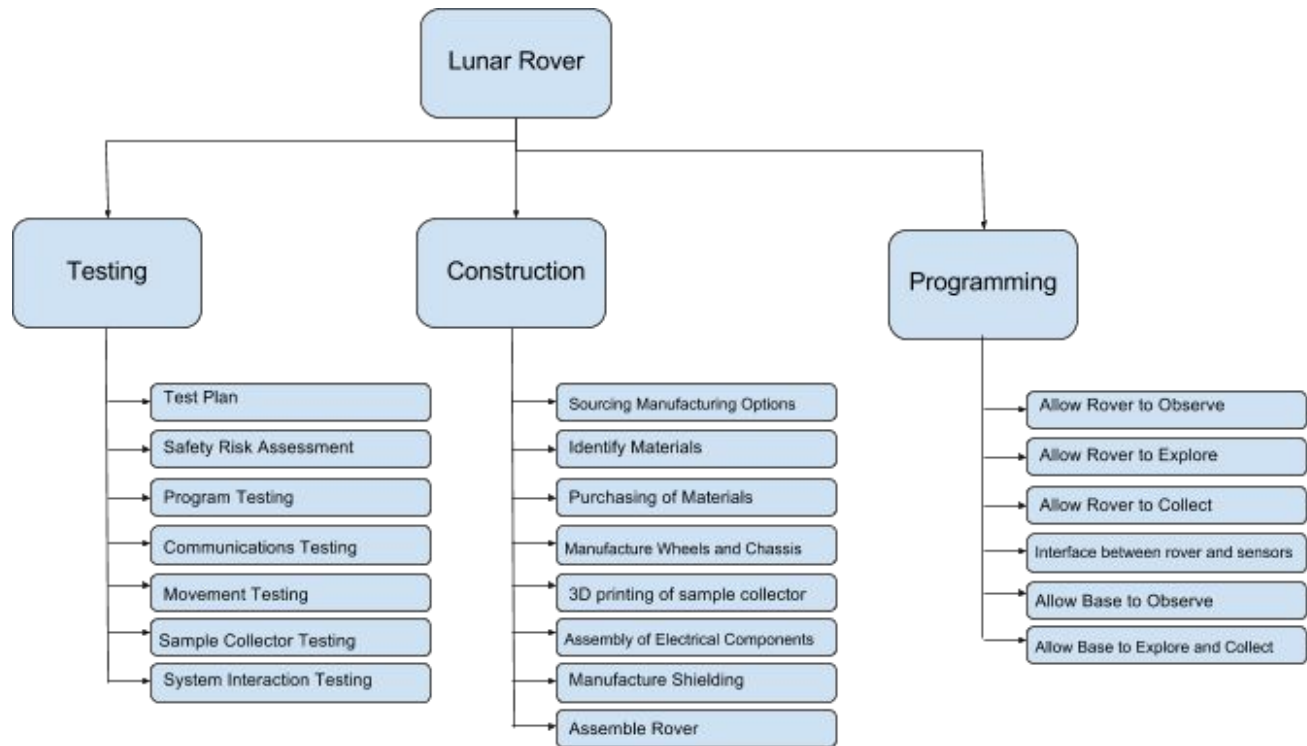 Lunar Rover
Testing
Construction
Programming
Test Plan
Safety Risk Assessment
Program Testing
Communications Testing
Movement Testing
Sample Collector Testing
System Interaction Testing
Sourcing Manufacturing Options
Identify Materials
Purchasing of Materials
Manufacture Wheels and Chassis
3D printing of sample collector
Assembly of Electrical Components
Manufacture Shielding
Assemble Rover
Allow Rover to Observe
Allow Rover to Explore
Allow Rover to Collect
Interface between rover and sensors
Allow Base to Observe
Allow Base to Explore and Collect